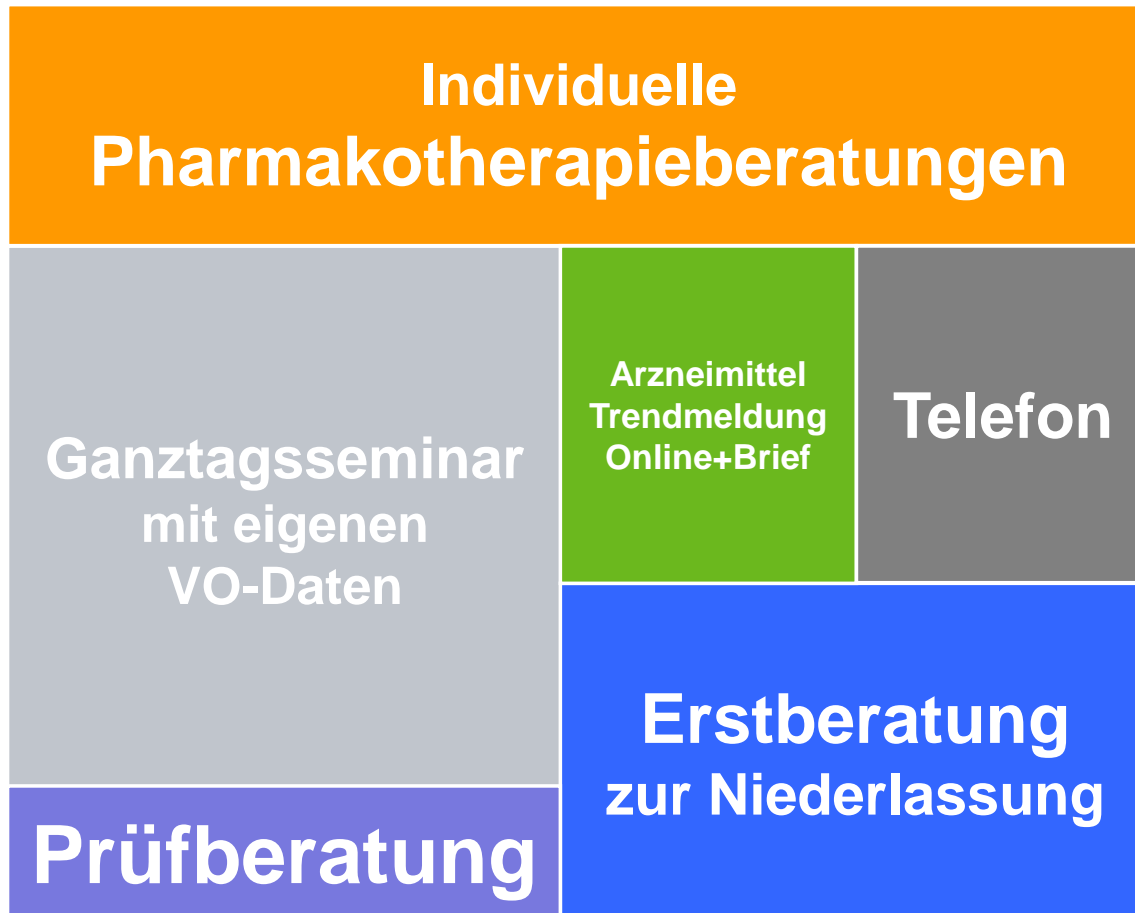 Individuelle
Pharmakotherapieberatungen
Ganztagsseminar
mit eigenen
VO-Daten
Arzneimittel
Trendmeldung
Online+Brief
Telefon
Erstberatung
zur Niederlassung
Prüfberatung